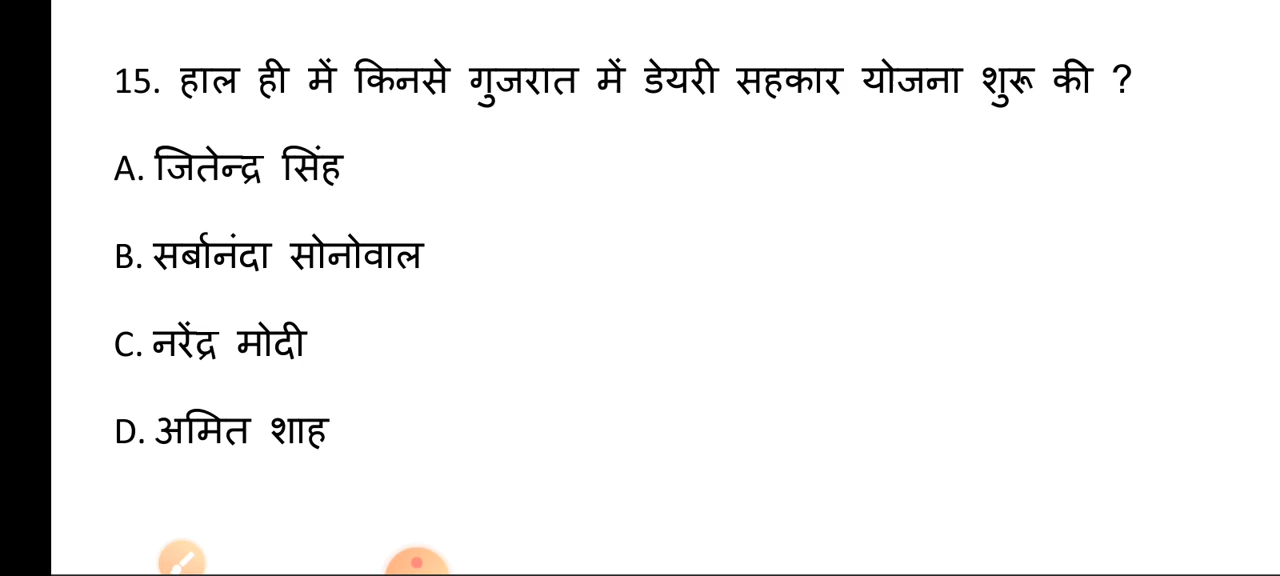 15. हाल ही में किनसे गुजरात में डेयरी सहकार योजना शुरू की ?
A. जितेन्द्र सिंह
B. सर्बानंदा सोनोवाल
C. नरेंद्र मोदी
D. अमित शाह